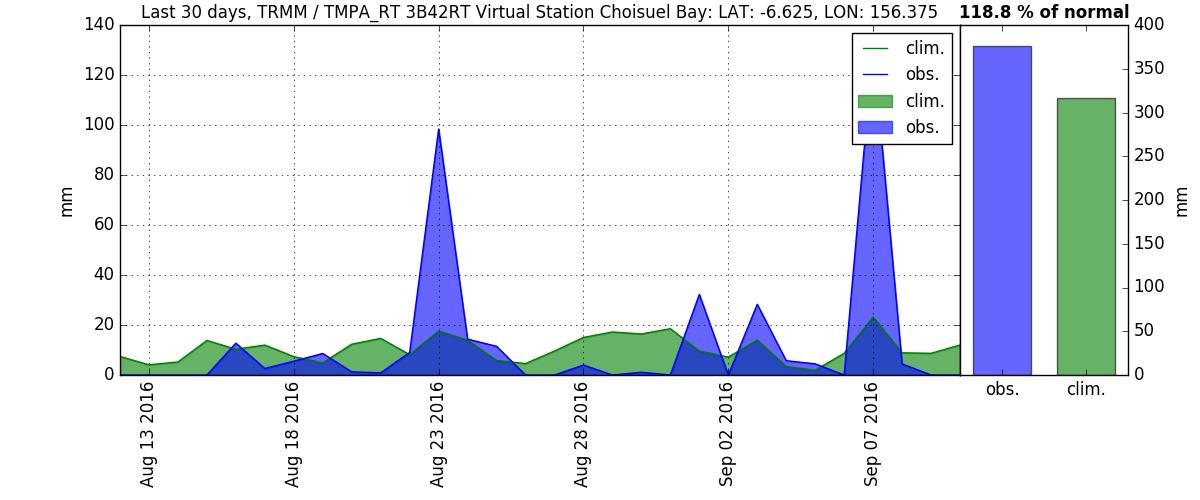 Last 30 days, TRMM / TMPA_RT 3B42RT Virtual Station Choisuel Bay: LAT: -6.625, LON: 156.375
118.8 % of normal
140
120
100
80
60
40
20
0
mm
clim.
obs.
clim.
obs.
Aug 13 2016
Aug 18 2016
Aug 23 2016
Aug 28 2016
Sep 02 2016
Sep 07 2016
400
350
300
250
200
150
100
50
0
mm
obs.
clim.